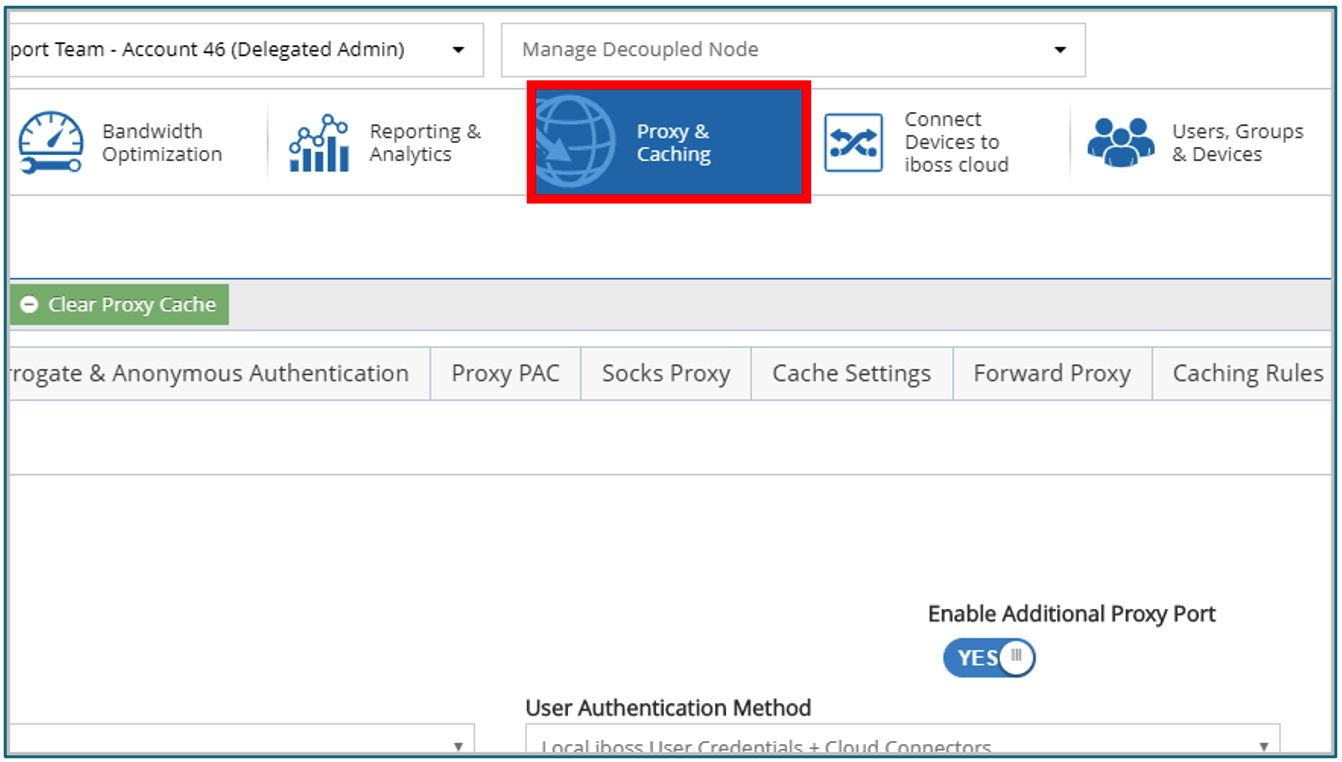 port Team - Account 46 (Delegated Admin)
Manage Decoupled Node
Bandwidth
Optimization
Reporting &
Analytics
Proxy &
Caching
Connect
Devices to
iboss cloud
Users, Groups
& Devices
Clear Proxy Cache
rrogate & Anonymous Authentication
Proxy PAC
Socks Proxy
Cache Settings
Forward Proxy
Caching Rules
Enable Additional Proxy Port
YES
User Authentication Method
Local iboss User Credentials + Cloud Connectors